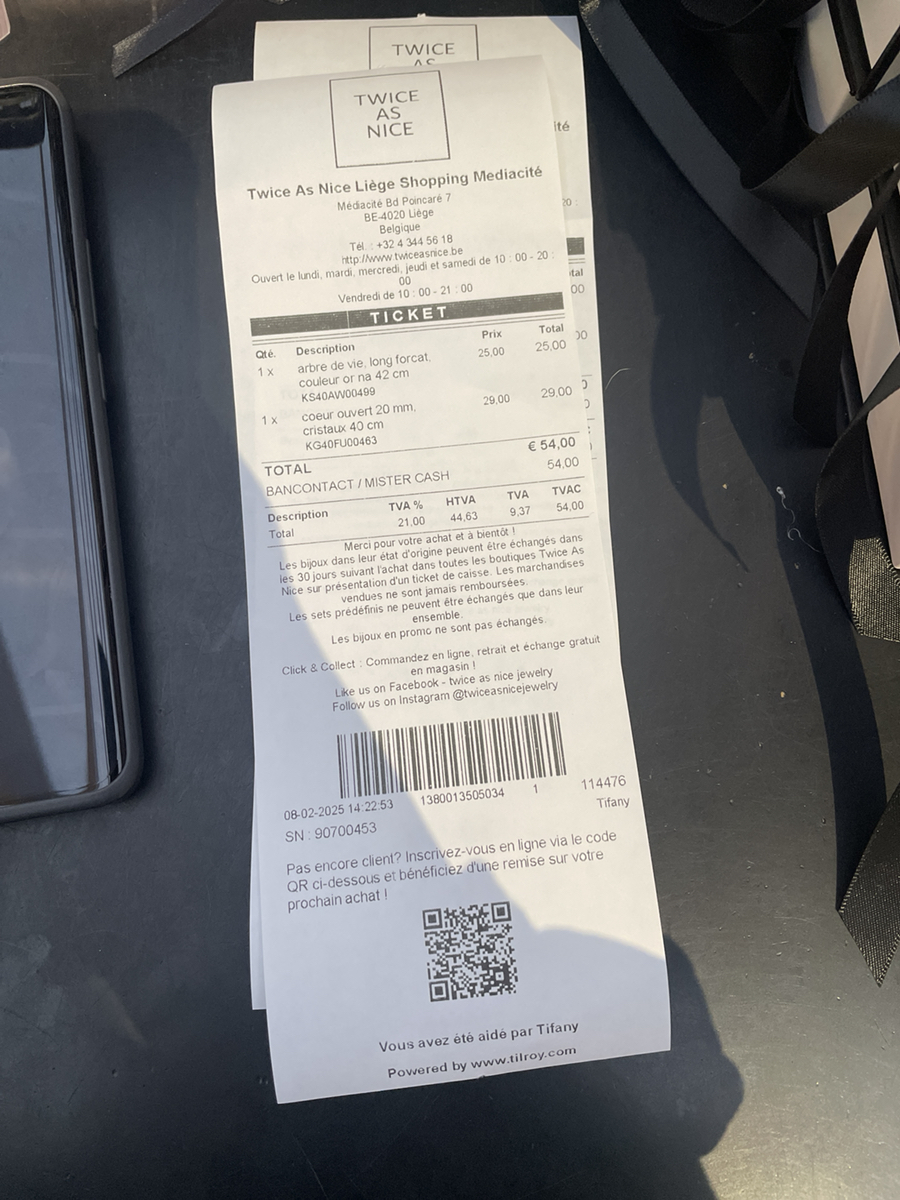 TWICE
AS
TWICE
AS
NICE
ité
Twice As Nice Liège Shopping Mediacité
Médiacité Bd Poincaré 7
BE-4020 Liège
Belgique
20 :
Tél. : +32 4 344 56 18
http://www.twiceasnice.be
Ouvert le lundi, mardi, mercredi, jeudi et samedi de 10 : 00 - 20 :
00
Vendredi de 10 : 00 - 21 : 00
tal
00
TICKET
Qté. Description Prix Total
1 x arbre de vie, long forcat, 25,00 25,00
couleur or na 42 cm
KS40AW00499
1 x coeur ouvert 20 mm, 29,00 29,00
cristaux 40 cm
KG40FU00463
TOTAL € 54,00
BANCONTACT / MISTER CASH 54,00
Description TVA % HTVA TVA TVAC
Total 21.00 44,63 9,37 54,00
Merci pour votre achat et à bientôt !
Les bijoux dans leur état d'origine peuvent être échangés dans
les 30 jours suivant l'achat dans toutes les boutiques Twice As
Nice sur présentation d'un ticket de caisse. Les marchandises
vendues ne sont jamais remboursées.
Les sets prédéfinis ne peuvent être échangés que dans leur
ensemble.
Les bijoux en promo ne sont pas échangés.
Click & Collect : Commandez en ligne, retrait et échange gratuit
en magasin !
Like us on Facebook - twice as nice jewelry
Follow us on Instagram @twiceasnicejewelry
08-02-2025 14:22:53 1380013505034 1 114476
SN : 90700453 Tifany
Pas encore client? Inscrivez-vous en ligne via le code
QR ci-dessous et bénéficiez d'une remise sur votre
prochain achat !
Vous avez été aidé par Tifany
Powered by www.tilroy.com